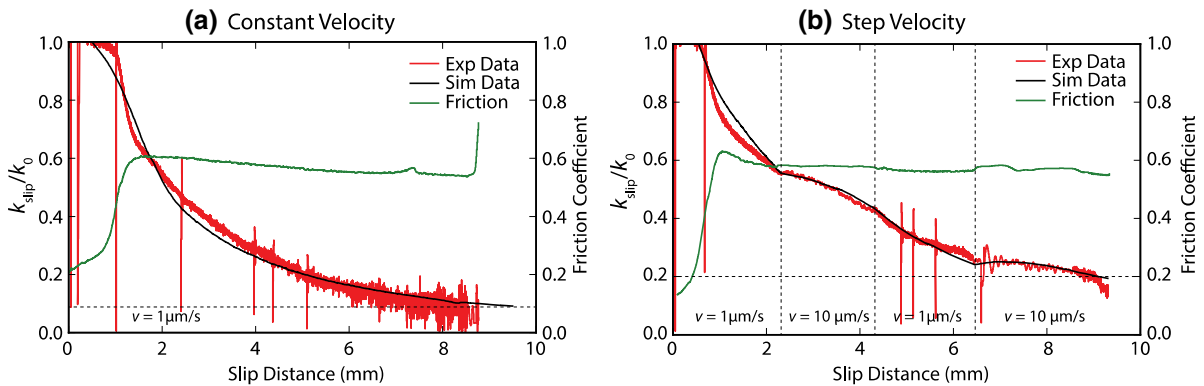 (a) Constant Velocity
1.0
0.8
0.6
0.4
0.2
0.0
kslip/k0
Exp Data
Sim Data
Friction
v = 1μm/s
1.0
0.8
0.6
0.4
0.2
0.0
Friction Coefficient
0 2 4 6 8 10
Slip Distance (mm)
(b) Step Velocity
1.0
0.8
0.6
0.4
0.2
0.0
kslip/k0
Exp Data
Sim Data
Friction
v = 1μm/s v = 10 μm/s v = 1μm/s v = 10 μm/s
1.0
0.8
0.6
0.4
0.2
0.0
Friction Coefficient
0 2 4 6 8 10
Slip Distance (mm)